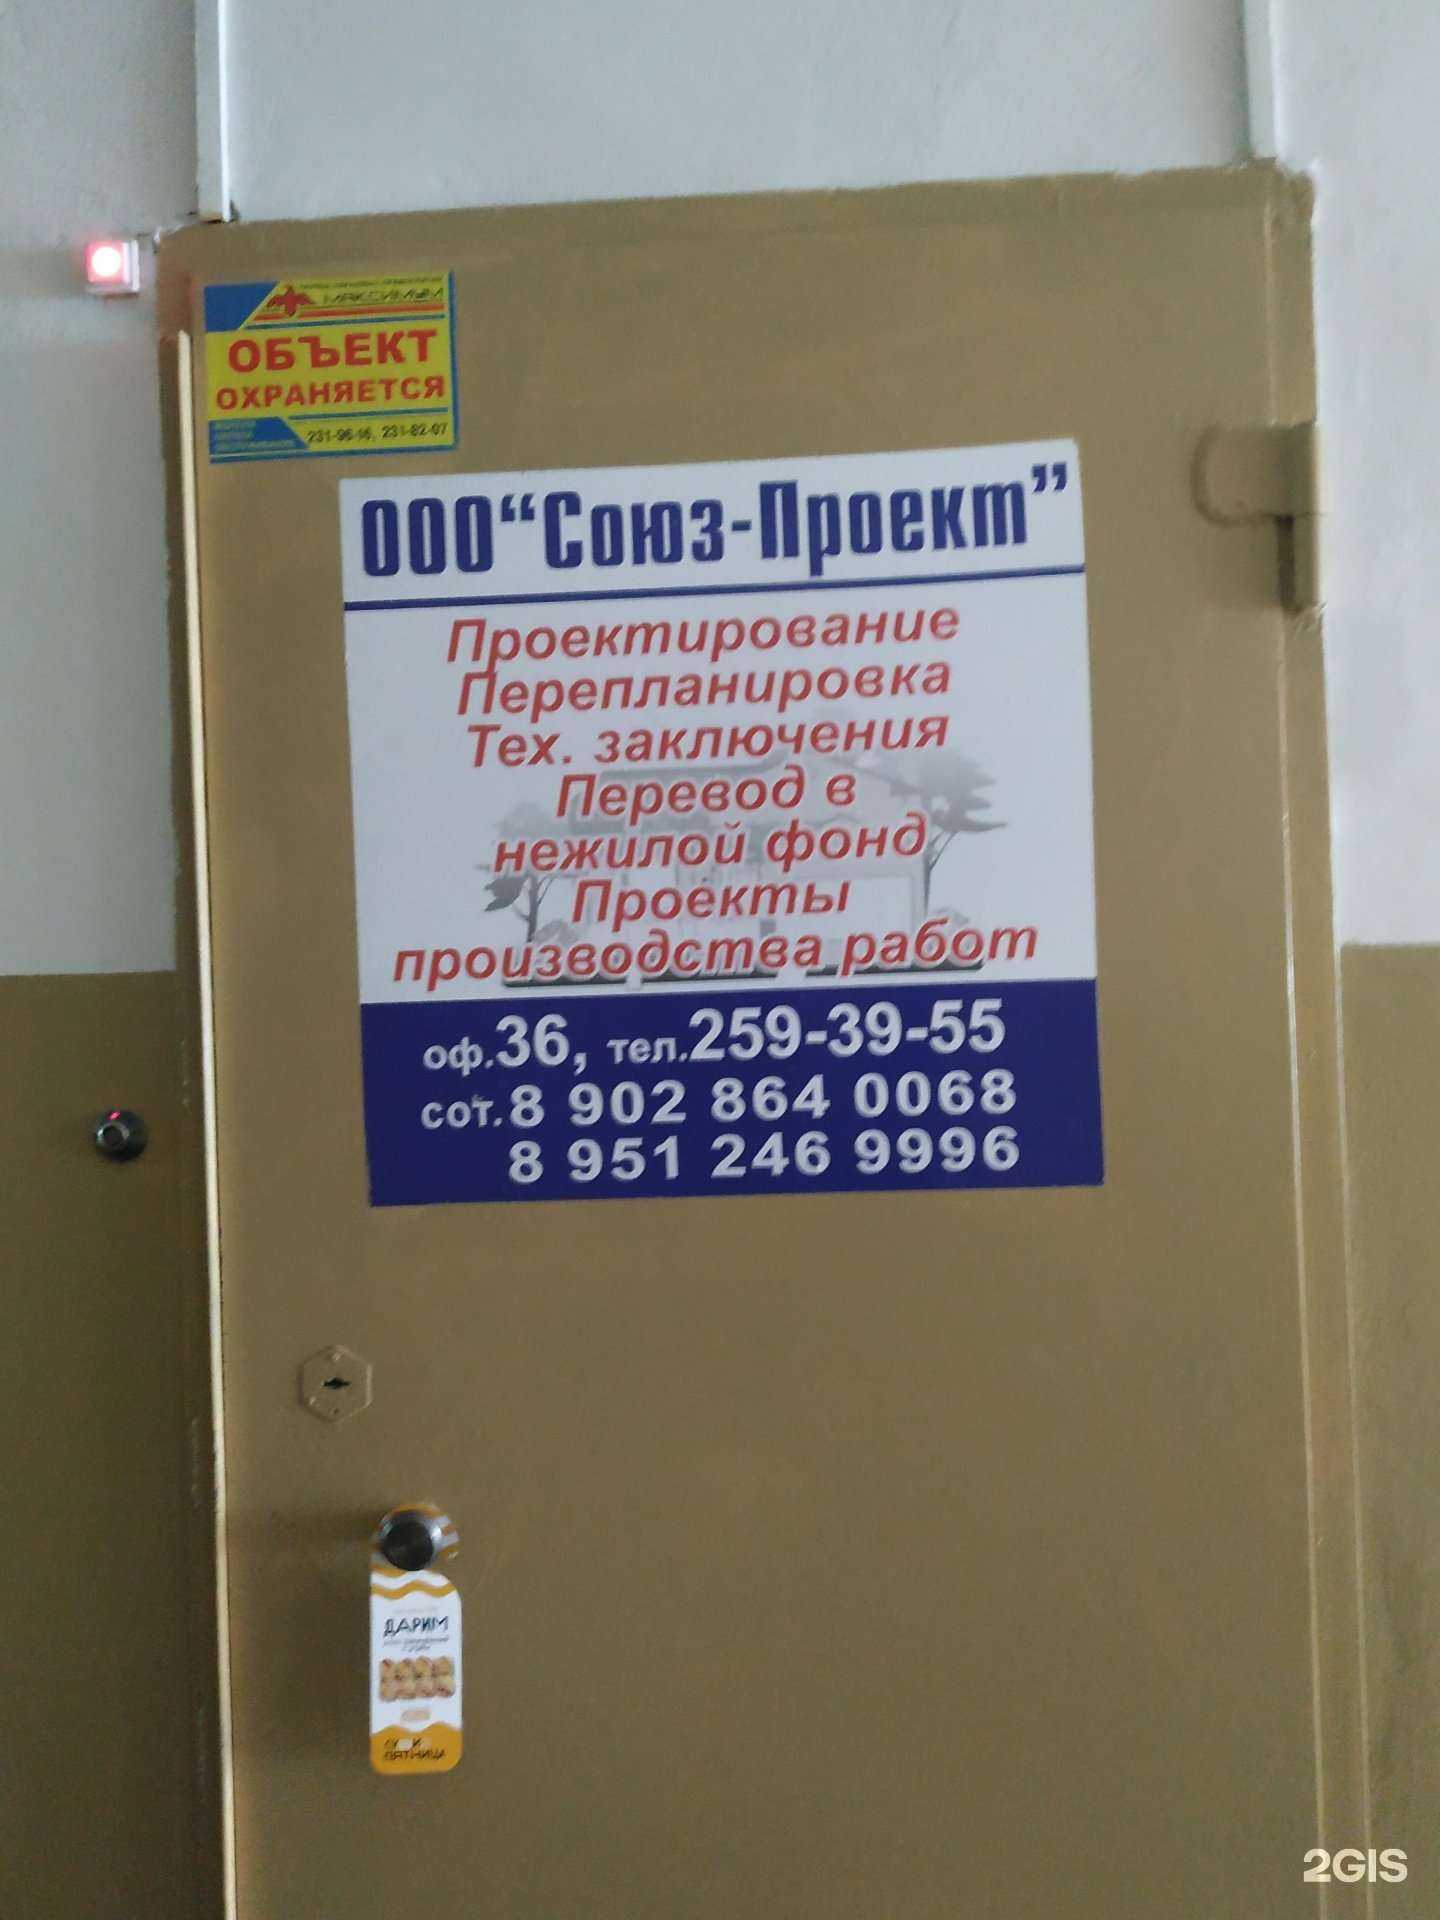 МАКСИМУМ
ОБЪЕКТ
ОХРАНЯЕТСЯ
231-96-16, 231-82-07
ООО“Союз-Проект”
Проектирование
Перепланировка
Тех. заключения
Перевод в
нежилой фонд
Проекты
производства работ
оф.36, тел.259-39-55
сот.8 902 864 0068
8 951 246 9996
ДАРИМ
ПЯТНИЦА
2GIS